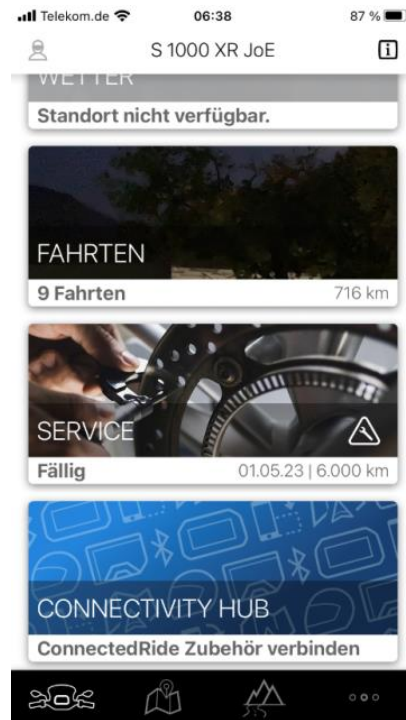 Telekom.de 06:38 87 %
S 1000 XR JoE
WETTER
Standort nicht verfügbar.
FAHRTEN
9 Fahrten 716 km
SERVICE
Fällig 01.05.23 | 6.000 km
CONNECTIVITY HUB
ConnectedRide Zubehör verbinden